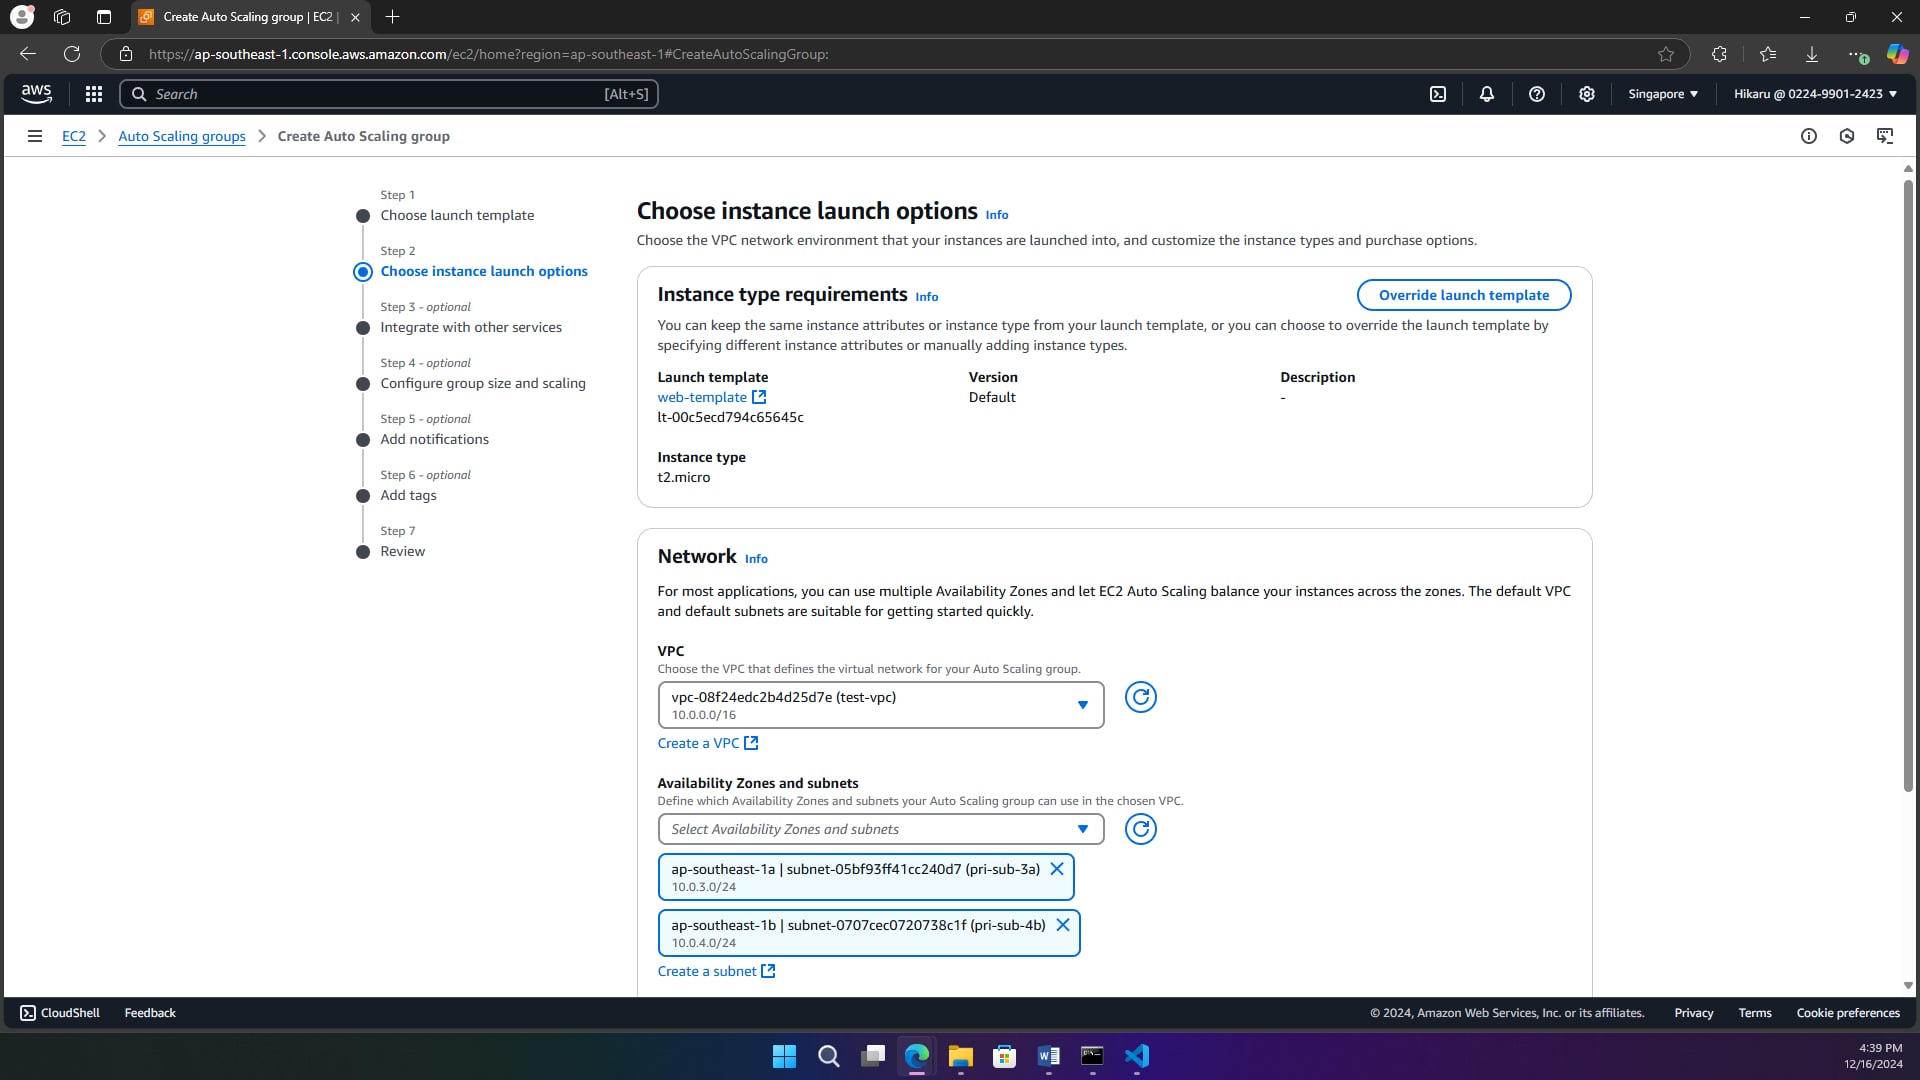 Create Auto Scaling group | EC2 |
https://ap-southeast-1.console.aws.amazon.com/ec2/home?region=ap-southeast-1#CreateAutoScalingGroup:
aws
Search
[Alt+S]
Singapore
Hikaru @ 0224-9901-2423
EC2
Auto Scaling groups
Create Auto Scaling group
Step 1
Choose launch template
Step 2
Choose instance launch options
Step 3 - optional
Integrate with other services
Step 4 - optional
Configure group size and scaling
Step 5 - optional
Add notifications
Step 6 - optional
Add tags
Step 7
Review
Choose instance launch options Info
Choose the VPC network environment that your instances are launched into, and customize the instance types and purchase options.
Instance type requirements Info
Override launch template
You can keep the same instance attributes or instance type from your launch template, or you can choose to override the launch template by
specifying different instance attributes or manually adding instance types.
Launch template
web-template
lt-00c5ecd794c65645c
Version
Default
Description
-
Instance type
t2.micro
Network Info
For most applications, you can use multiple Availability Zones and let EC2 Auto Scaling balance your instances across the zones. The default VPC
and default subnets are suitable for getting started quickly.
VPC
Choose the VPC that defines the virtual network for your Auto Scaling group.
vpc-08f24edc2b4d25d7e (test-vpc)
10.0.0.0/16
Create a VPC
Availability Zones and subnets
Define which Availability Zones and subnets your Auto Scaling group can use in the chosen VPC.
Select Availability Zones and subnets
ap-southeast-1a | subnet-05bf93ff41cc240d7 (pri-sub-3a)
10.0.3.0/24
ap-southeast-1b | subnet-0707cec0720738c1f (pri-sub-4b)
10.0.4.0/24
Create a subnet
CloudShell
Feedback
© 2024, Amazon Web Services, Inc. or its affiliates.
Privacy
Terms
Cookie preferences
4:39 PM
12/16/2024